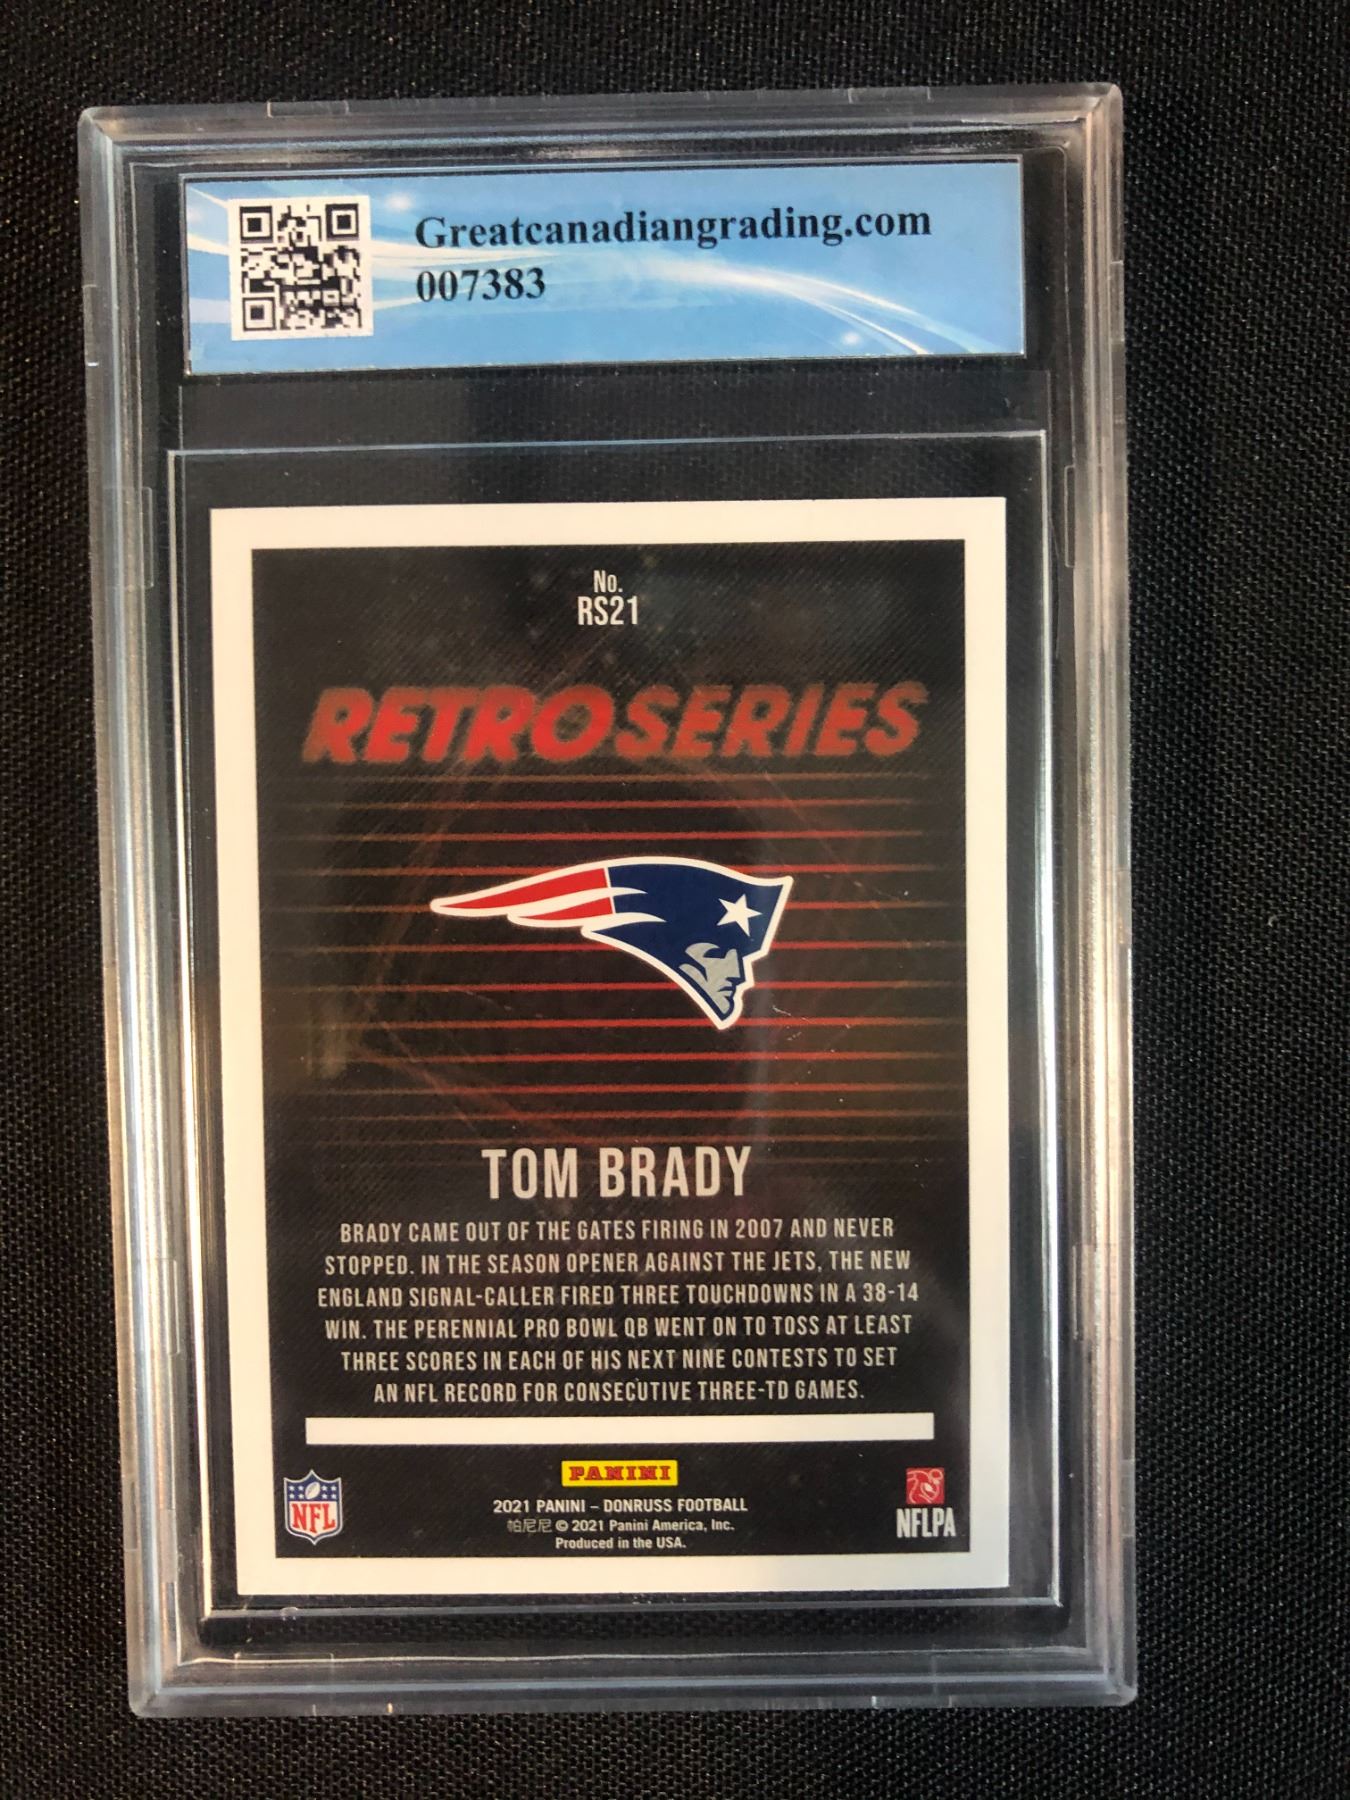 Greatcanadiangrading.com
007383
No.
RS21
RETRO SERIES
TOM BRADY
BRADY CAME OUT OF THE GATES FIRING IN 2007 AND NEVER
STOPPED. IN THE SEASON OPENER AGAINST THE JETS, THE NEW
ENGLAND SIGNAL-CALLER FIRED THREE TOUCHDOWNS IN A 38-14
WIN. THE PERENNIAL PRO BOWL QB WENT ON TO TOSS AT LEAST
THREE SCORES IN EACH OF HIS NEXT NINE CONTESTS TO SET
AN NFL RECORD FOR CONSECUTIVE THREE-TD GAMES.
PANINI
2021 PANINI – DONRUSS FOOTBALL
帕尼尼 © 2021 Panini America, Inc.
Produced in the USA.
NFL
NFLPA